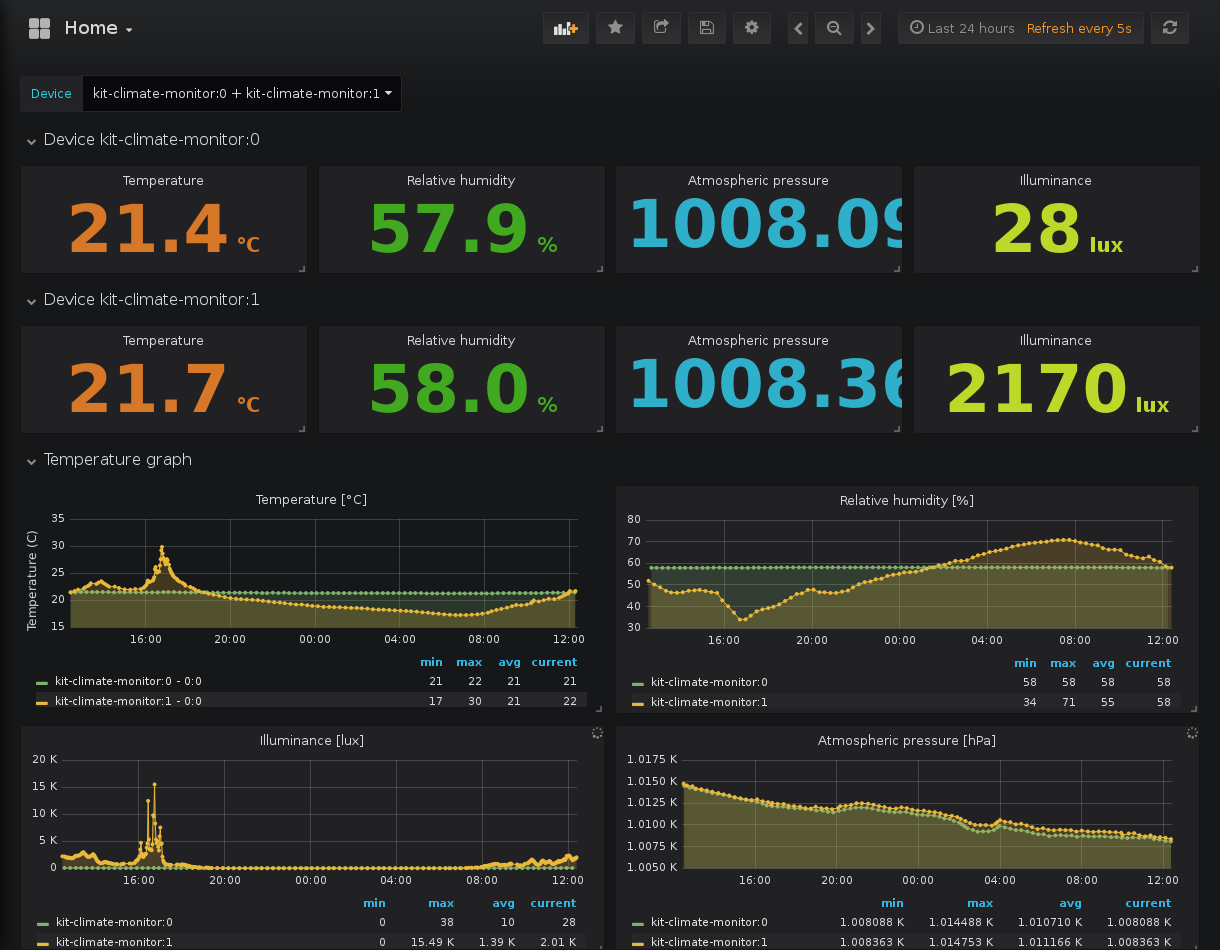 Home
Last 24 hours Refresh every 5s
Device kit-climate-monitor:0 + kit-climate-monitor:1
Device kit-climate-monitor:0
Temperature Relative humidity Atmospheric pressure Illuminance
21.4 °C 57.9 % 1008.09 28 lux
Device kit-climate-monitor:1
Temperature Relative humidity Atmospheric pressure Illuminance
21.7 °C 58.0 % 1008.36 2170 lux
Temperature graph
Temperature [°C]
Temperature (C)
35
30
25
20
15
16:00 20:00 00:00 04:00 08:00 12:00
min max avg current
kit-climate-monitor:0 - 0:0 21 22 21 21
kit-climate-monitor:1 - 0:0 17 30 21 22
Relative humidity [%]
80
70
60
50
40
30
16:00 20:00 00:00 04:00 08:00 12:00
min max avg current
kit-climate-monitor:0 58 58 58 58
kit-climate-monitor:1 34 71 55 58
Illuminance [lux]
20 K
15 K
10 K
5 K
0
16:00 20:00 00:00 04:00 08:00 12:00
min max avg current
kit-climate-monitor:0 0 38 10 28
kit-climate-monitor:1 0 15.49 K 1.39 K 2.01 K
Atmospheric pressure [hPa]
1.0175 K
1.0150 K
1.0125 K
1.0100 K
1.0075 K
1.0050 K
16:00 20:00 00:00 04:00 08:00 12:00
min max avg current
kit-climate-monitor:0 1.008088 K 1.014488 K 1.010710 K 1.008088 K
kit-climate-monitor:1 1.008363 K 1.014753 K 1.011166 K 1.008363 K